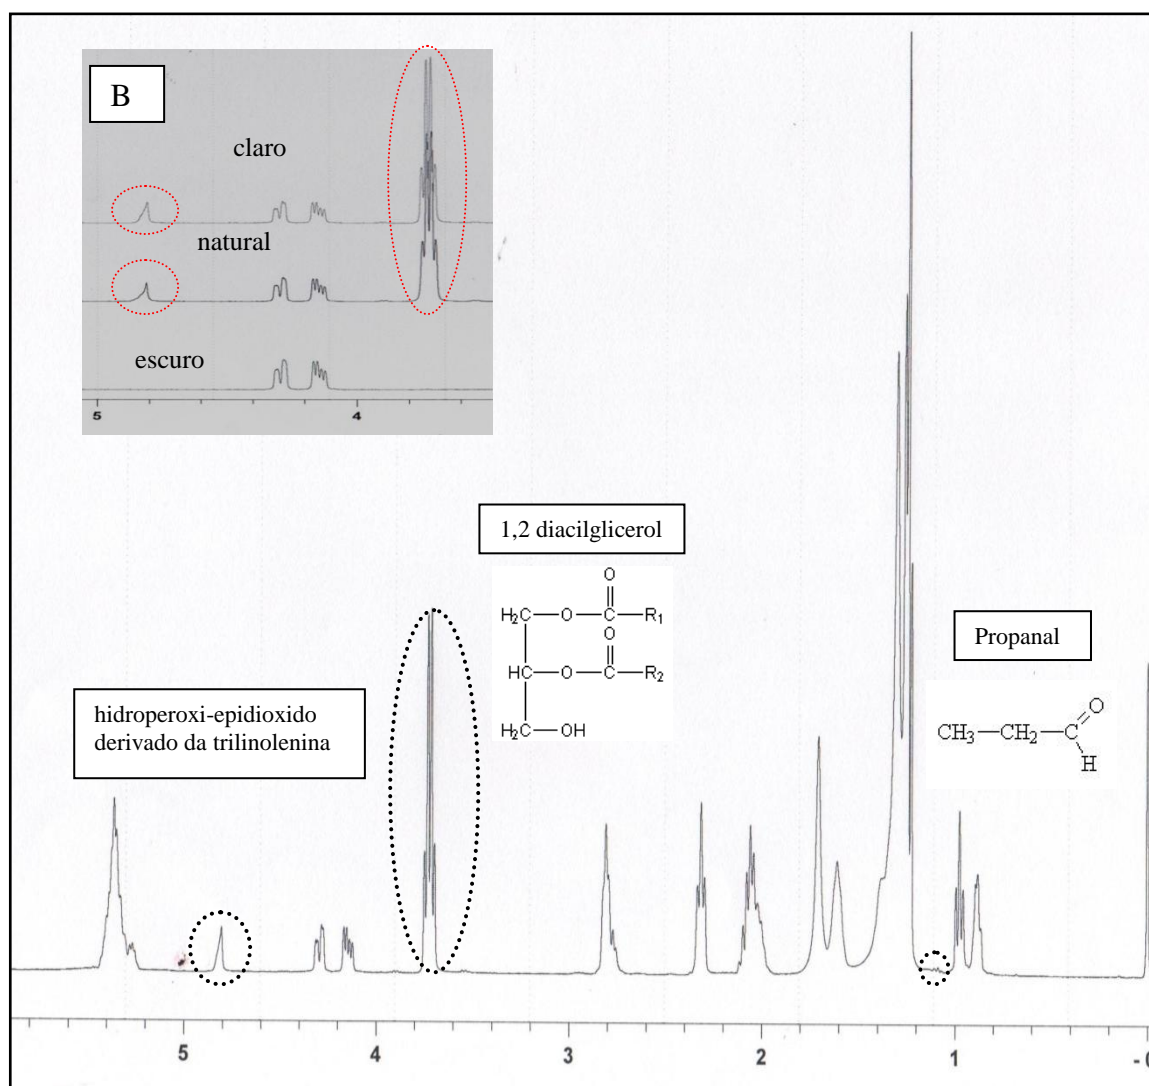 B
claro
natural
escuro
5 4
1,2 diacilglicerol
O
H₂C—O—C—R₁
O
HC—O—C—R₂
H₂C—OH
Propanal
O
CH₃—CH₂—C
H
hidroperoxi-epidioxido
derivado da trilinolenina
5 4 3 2 1 -0